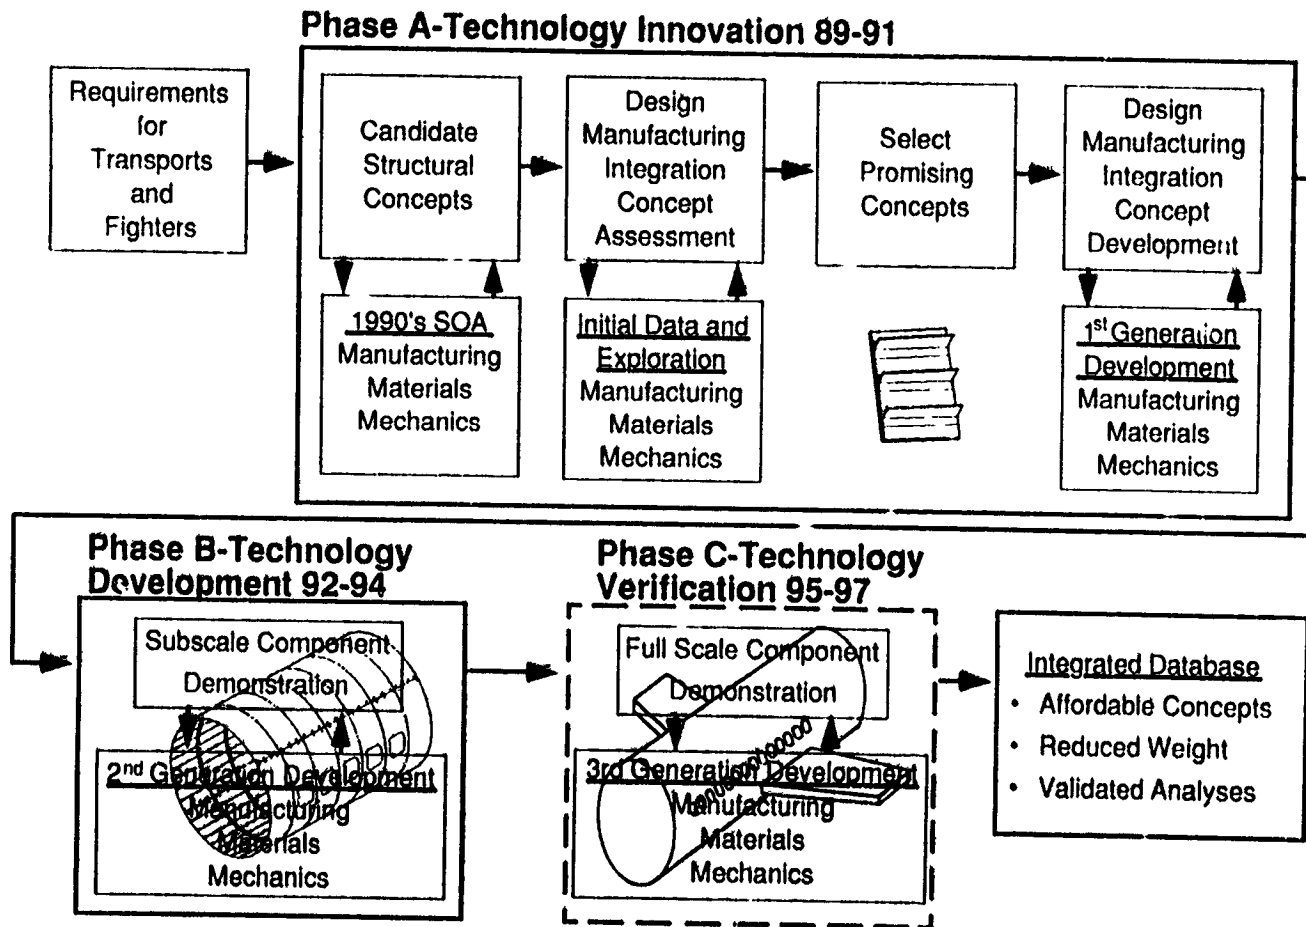 Phase A-Technology Innovation 89-91
Requirements
for
Transports
and
Fighters
Candidate
Structural
Concepts
Design
Manufacturing
Integration
Concept
Assessment
Select
Promising
Concepts
Design
Manufacturing
Integration
Concept
Development
1990's SOA
Manufacturing
Materials
Mechanics
Initial Data and
Exploration
Manufacturing
Materials
Mechanics
1st Generation
Development
Manufacturing
Materials
Mechanics
Phase B-Technology
Development 92-94
Subscale Component
Demonstration
2nd Generation Development
Manufacturing
Materials
Mechanics
Phase C-Technology
Verification 95-97
Full Scale Component
Demonstration
3rd Generation Development
Manufacturing
Materials
Mechanics
Integrated Database
• Affordable Concepts
• Reduced Weight
• Validated Analyses